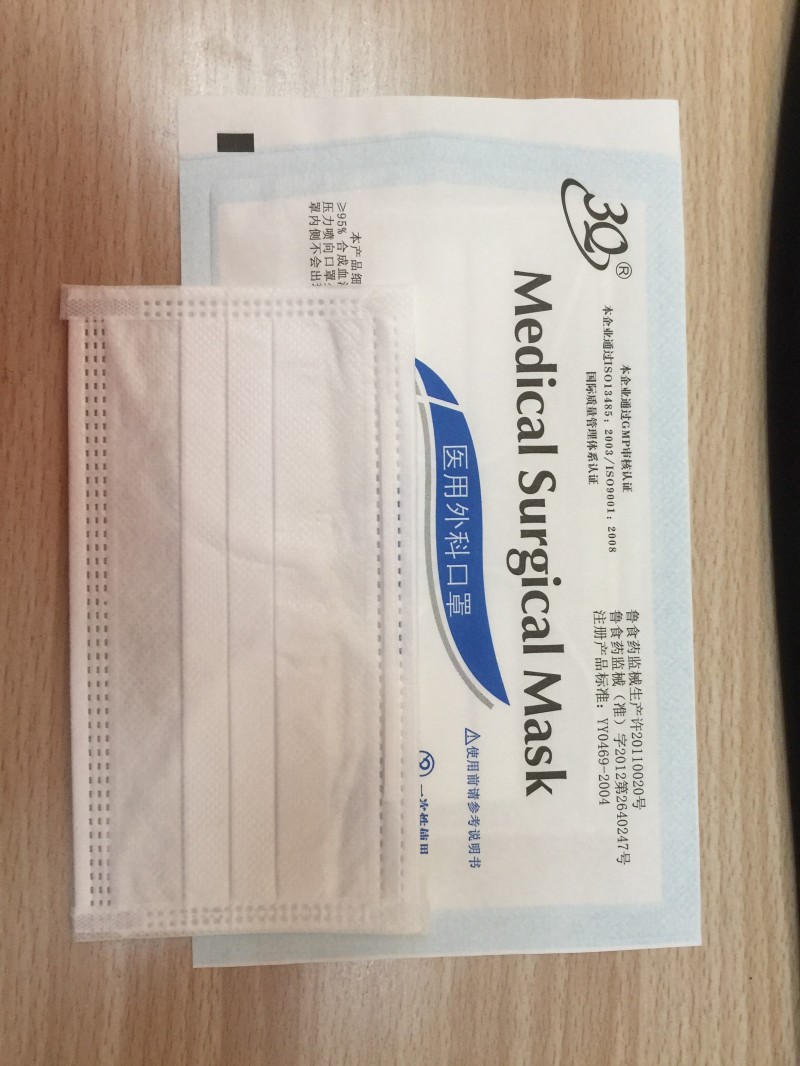 3Q®
本企业通过GMP审核认证
本企业通过ISO13485：2003/ISO9001：2008
国际质量管理体系认证
鲁食药监械生产许20110020号
鲁食药监械（准）字2012第2640247号
注册产品标准：YY0469-2004
Medical Surgical Mask
医用外科口罩
⚠使用前请参考说明书
一次性使用
本产品细
≥95% 合成血
压力喷向口罩
罩内侧不会出